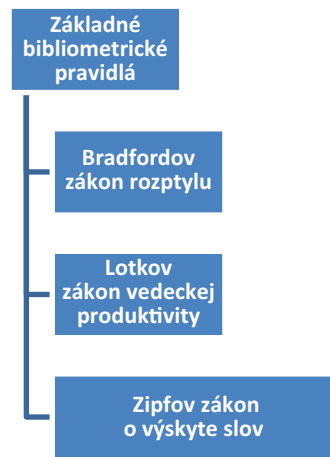 Základné
bibliometrické
pravidlá
Bradfordov
zákon rozptylu
Lotkov
zákon vedeckej
produktivity
Zipfov zákon
o výskyte slov